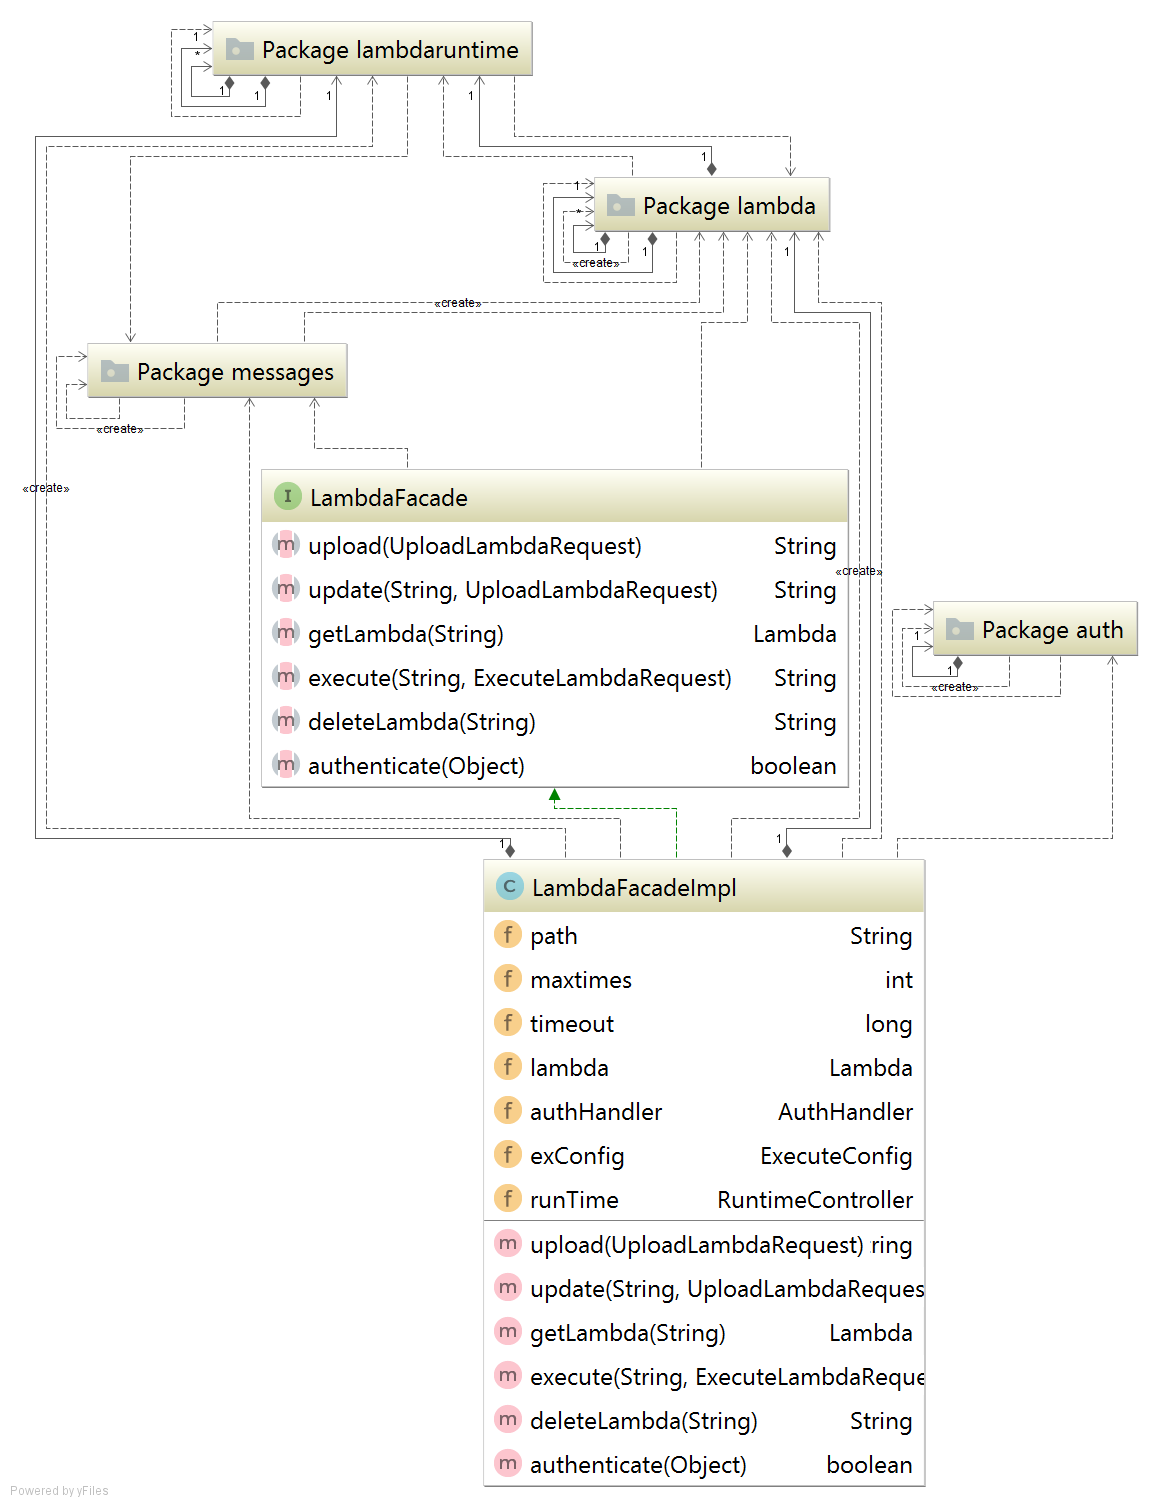 Package lambdaruntime
1
*
1
1
1
1
1
Package lambda
1
*
1
1
«create»
1
«create»
Package messages
«create»
«create»
LambdaFacade
upload(UploadLambdaRequest) String
update(String, UploadLambdaRequest) String
getLambda(String) Lambda
execute(String, ExecuteLambdaRequest) String
deleteLambda(String) String
authenticate(Object) boolean
«create»
Package auth
1
1
«create»
1
1
LambdaFacadeImpl
path String
maxtimes int
timeout long
lambda Lambda
authHandler AuthHandler
exConfig ExecuteConfig
runTime RuntimeController
upload(UploadLambdaRequest) ring
update(String, UploadLambdaReques
getLambda(String) Lambda
execute(String, ExecuteLambdaReque
deleteLambda(String) String
authenticate(Object) boolean
Powered by yFiles